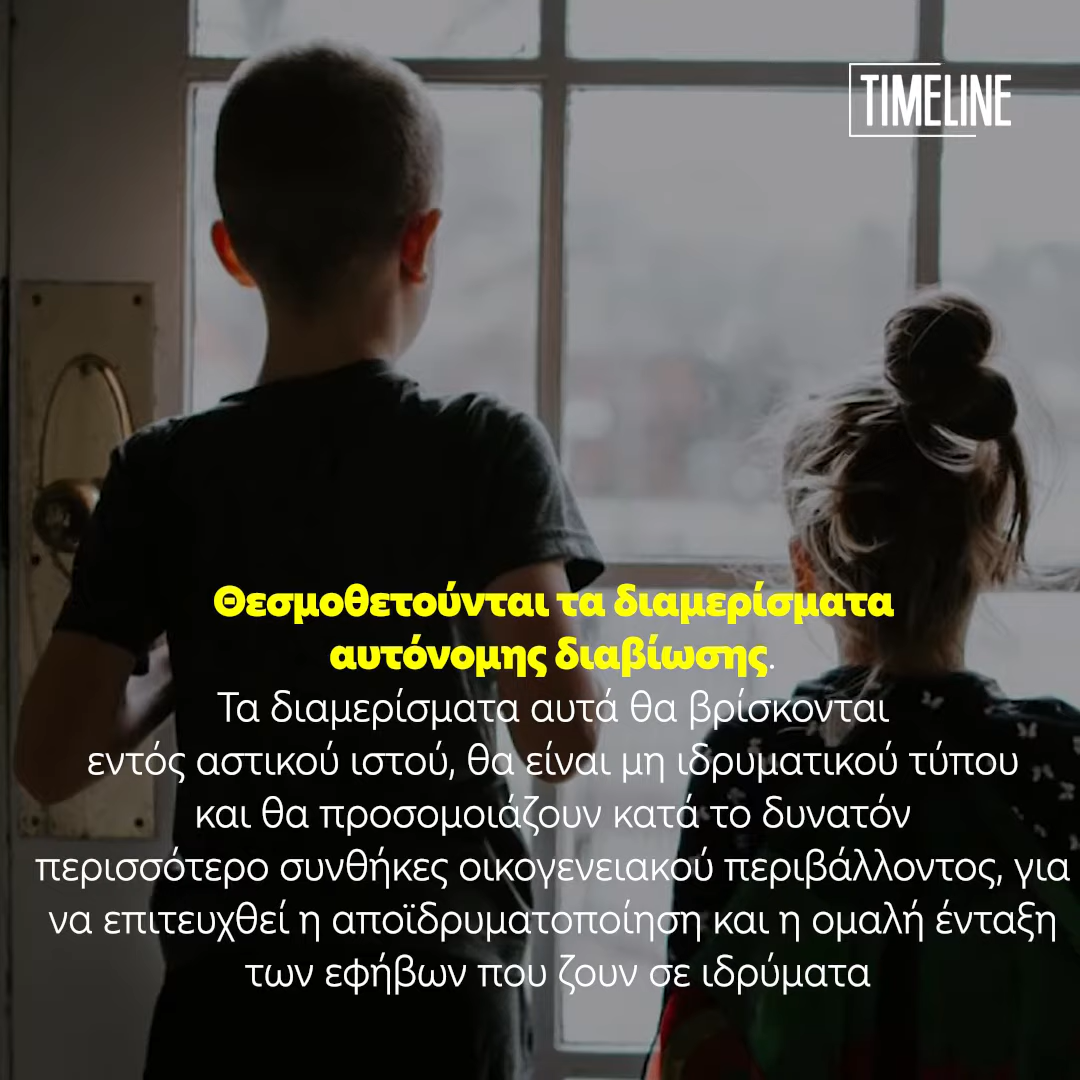 TIMELINE
Θεσμοθετούνται τα διαμερίσματα
αυτόνομης διαβίωσης.
Τα διαμερίσματα αυτά θα βρίσκονται
εντός αστικού ιστού, θα είναι μη ιδρυματικού τύπου
και θα προσομοιάζουν κατά το δυνατόν
περισσότερο συνθήκες οικογενειακού περιβάλλοντος, για
να επιτευχθεί η αποϊδρυματοποίηση και η ομαλή ένταξη
των εφήβων που ζουν σε ιδρύματα